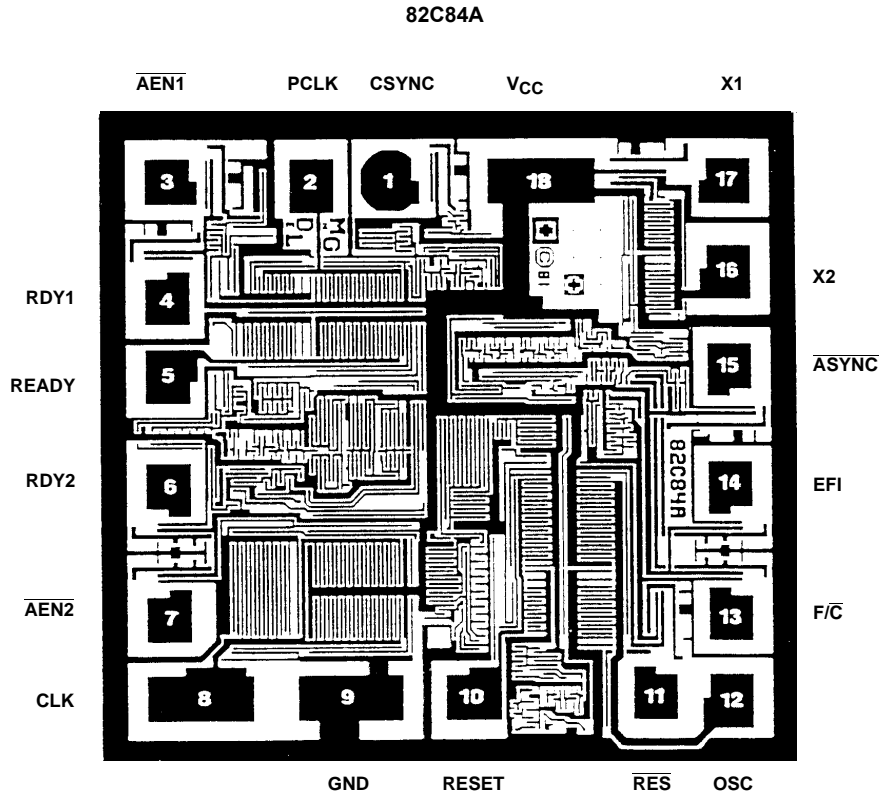 82C84A
AEN1 PCLK CSYNC VCC X1
3 2 1 18 17
16
X2
RDY1
4
15
ASYNC
READY
5
RDY2
6
82C84A
14
EFI
AEN2
7
13
F/C
CLK
8 9 10 11 12
GND RESET RES OSC